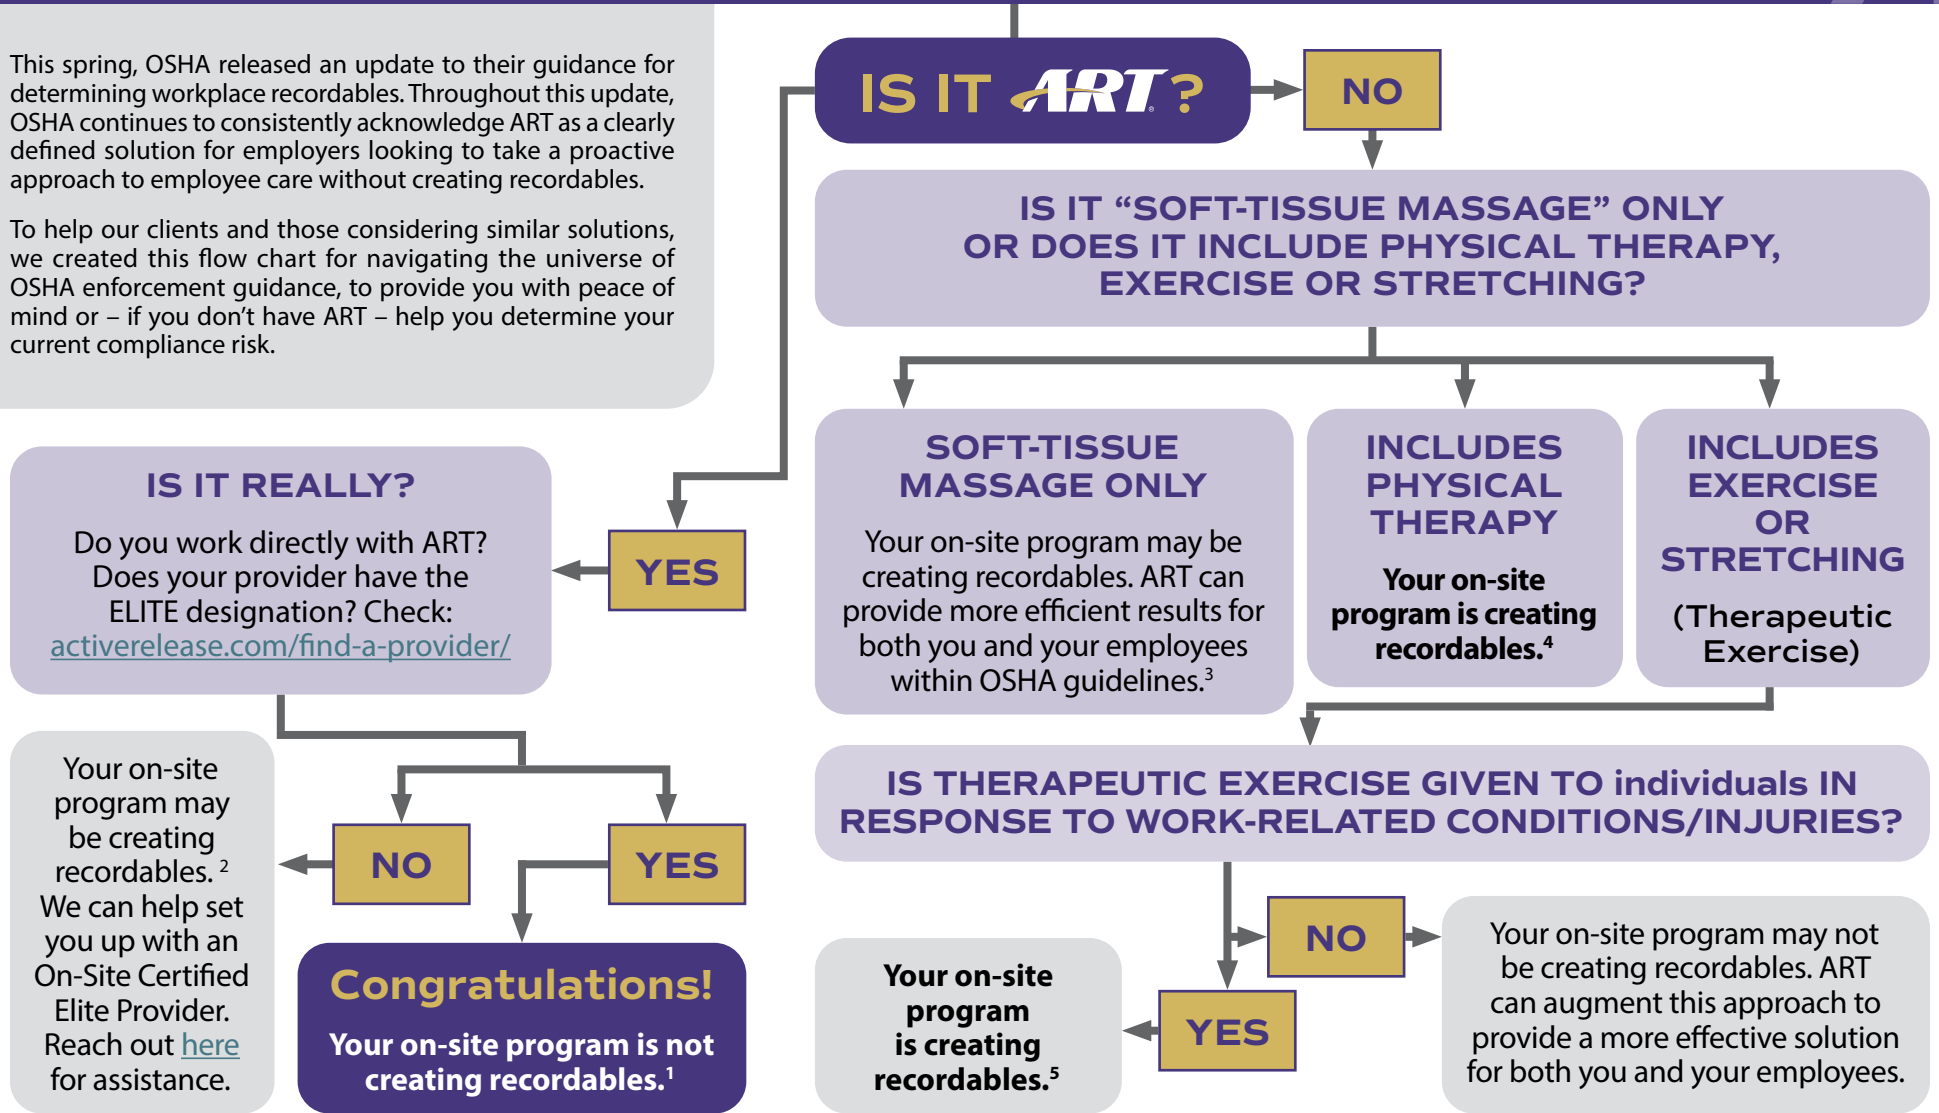 This spring, OSHA released an update to their guidance for
determining workplace recordables. Throughout this update,
OSHA continues to consistently acknowledge ART as a clearly
defined solution for employers looking to take a proactive
approach to employee care without creating recordables.
To help our clients and those considering similar solutions,
we created this flow chart for navigating the universe of
OSHA enforcement guidance, to provide you with peace of
mind or – if you don’t have ART – help you determine your
current compliance risk.
IS IT ART®?
NO
IS IT “SOFT-TISSUE MASSAGE” ONLY
OR DOES IT INCLUDE PHYSICAL THERAPY,
EXERCISE OR STRETCHING?
SOFT-TISSUE
MASSAGE ONLY
Your on-site program may be
creating recordables. ART can
provide more efficient results for
both you and your employees
within OSHA guidelines.³
INCLUDES
PHYSICAL
THERAPY
Your on-site
program is creating
recordables.⁴
INCLUDES
EXERCISE
OR
STRETCHING
(Therapeutic
Exercise)
YES
IS IT REALLY?
Do you work directly with ART?
Does your provider have the
ELITE designation? Check:
activerelease.com/find-a-provider/
NO
YES
Your on-site
program may
be creating
recordables. ²
We can help set
you up with an
On-Site Certified
Elite Provider.
Reach out here
for assistance.
Congratulations!
Your on-site program is not
creating recordables.¹
IS THERAPEUTIC EXERCISE GIVEN TO individuals IN
RESPONSE TO WORK-RELATED CONDITIONS/INJURIES?
NO
YES
Your on-site
program
is creating
recordables.⁵
Your on-site program may not
be creating recordables. ART
can augment this approach to
provide a more effective solution
for both you and your employees.